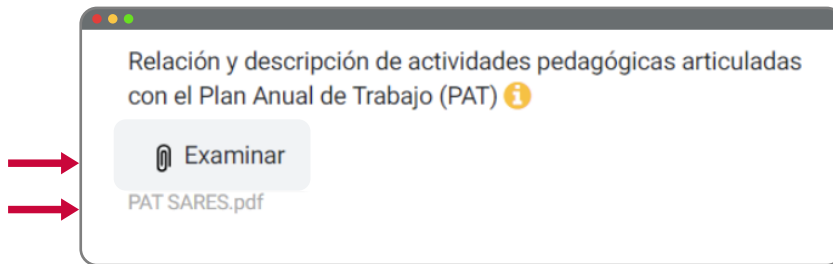 Relación y descripción de actividades pedagógicas articuladas
con el Plan Anual de Trabajo (PAT)
Examinar
PAT SARES.pdf